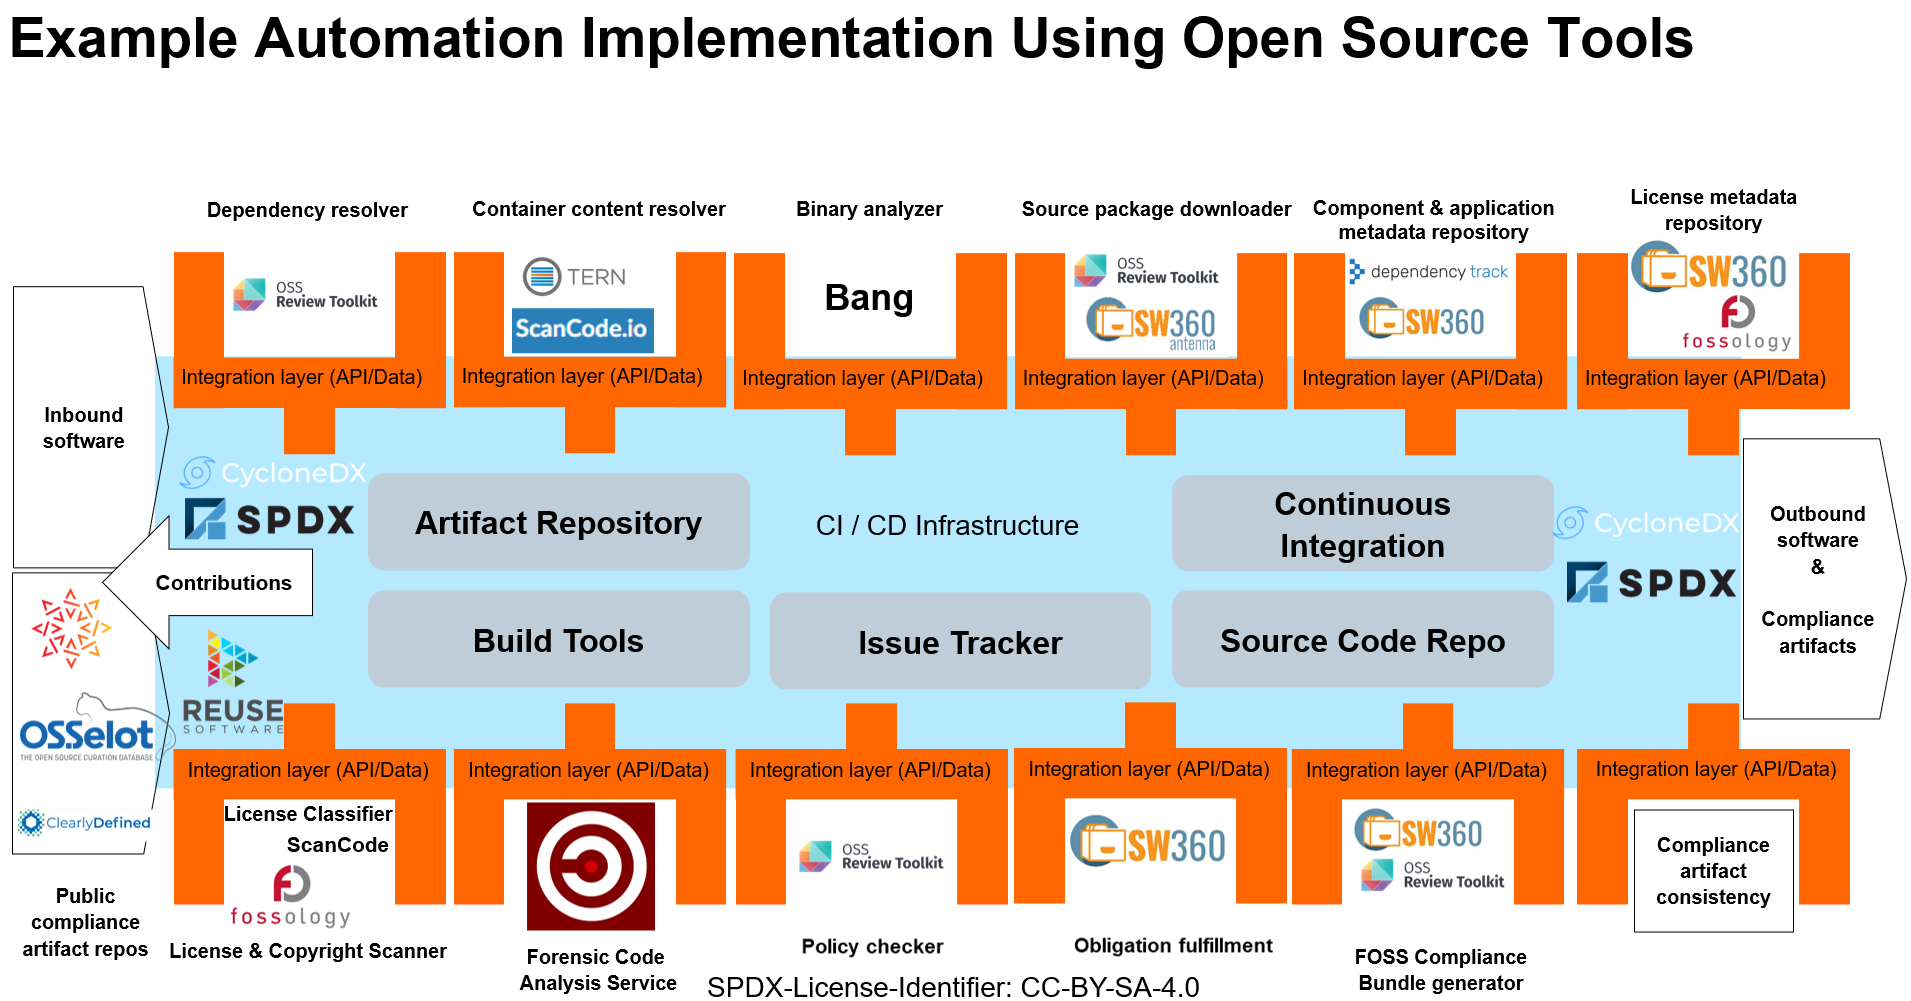 Example Automation Implementation Using Open Source Tools
Dependency resolver
Container content resolver
Binary analyzer
Source package downloader
Component & application
metadata repository
License metadata
repository
OSS
Review Toolkit
TERN
ScanCode.io
Bang
OSS
Review Toolkit
SW360
antenna
dependency track
SW360
SW360
fossology
Integration layer (API/Data)
Integration layer (API/Data)
Integration layer (API/Data)
Integration layer (API/Data)
Integration layer (API/Data)
Integration layer (API/Data)
Inbound
software
CycloneDX
SPDX
Contributions
Artifact Repository
CI / CD Infrastructure
Continuous
Integration
Build Tools
Issue Tracker
Source Code Repo
CycloneDX
SPDX
Outbound
software
&
Compliance
artifacts
REUSE
SOFTWARE
OSSelot
THE OPEN SOURCE CURATION DATABASE
ClearlyDefined
Public
compliance
artifact repos
Integration layer (API/Data)
Integration layer (API/Data)
Integration layer (API/Data)
Integration layer (API/Data)
Integration layer (API/Data)
Integration layer (API/Data)
License Classifier
ScanCode
fossology
License & Copyright Scanner
Forensic Code
Analysis Service
OSS
Review Toolkit
Policy checker
SW360
Obligation fulfillment
SW360
OSS
Review Toolkit
FOSS Compliance
Bundle generator
Compliance
artifact
consistency
SPDX-License-Identifier: CC-BY-SA-4.0